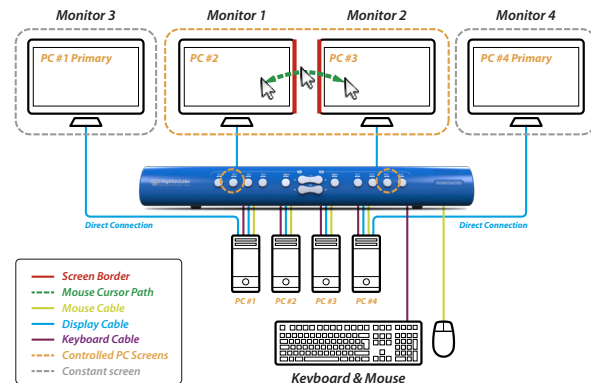 Monitor 3
Monitor 1
Monitor 2
Monitor 4
PC #1 Primary
PC #2
PC #3
PC #4 Primary
HighSecLabs
Direct Connection
Direct Connection
PC #1
PC #2
PC #3
PC #4
Screen Border
Mouse Cursor Path
Mouse Cable
Display Cable
Keyboard Cable
Controlled PC Screens
Constant screen
Keyboard & Mouse